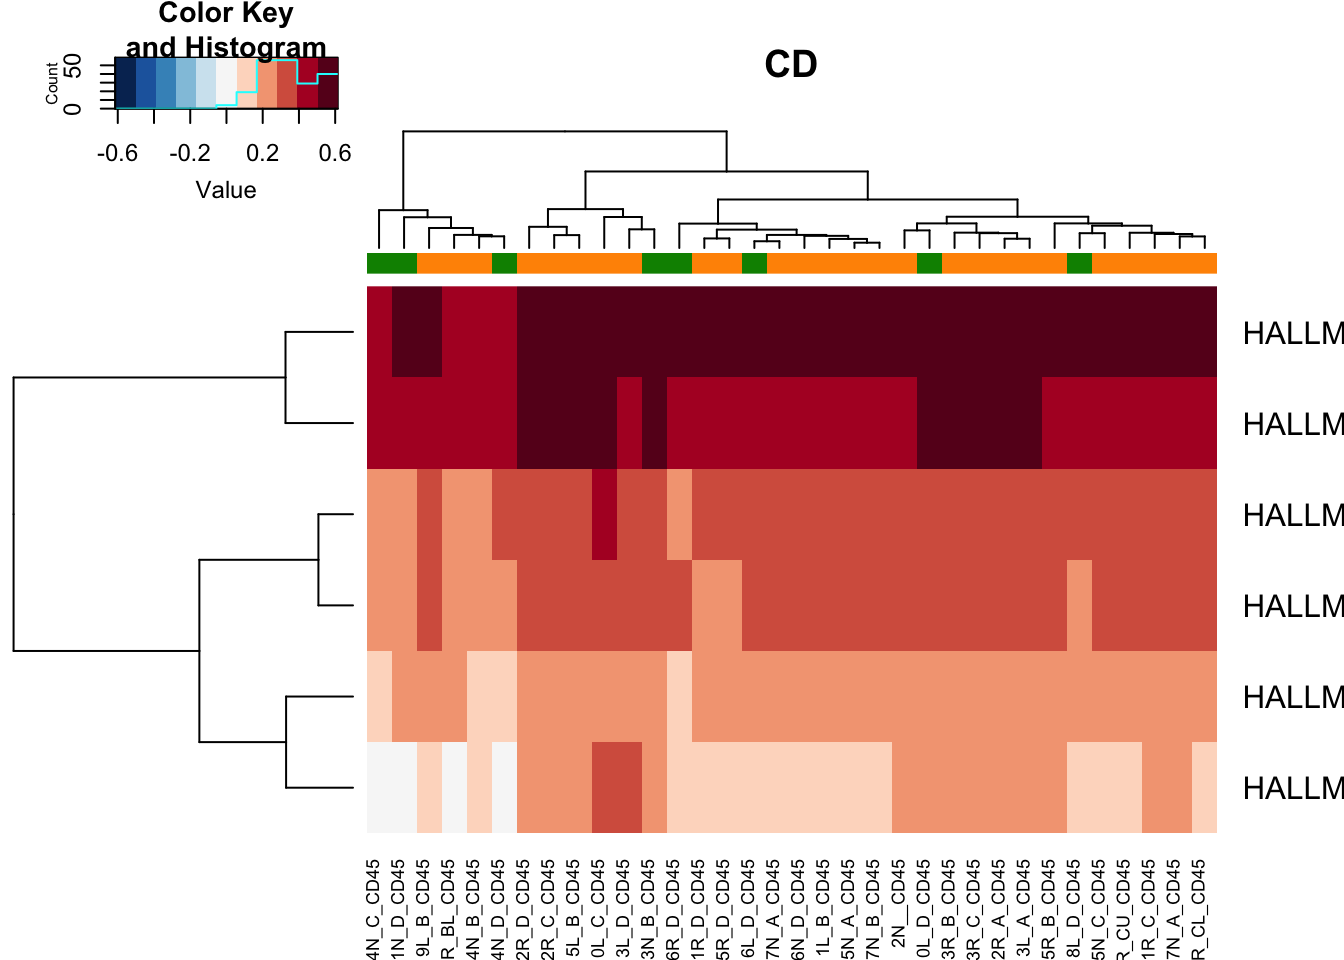 Color Key
and Histogram
Count
0 50
-0.6 -0.2 0.2 0.6
Value
CD
HALLM
HALLM
HALLM
HALLM
HALLM
HALLM
4N_C_CD45
1N_D_CD45
9L_B_CD45
R_BL_CD45
4N_B_CD45
4N_D_CD45
2R_D_CD45
2R_C_CD45
5L_B_CD45
0L_C_CD45
3L_D_CD45
3N_B_CD45
6R_D_CD45
1R_D_CD45
5R_D_CD45
6L_D_CD45
7N_A_CD45
6N_D_CD45
1L_B_CD45
5N_A_CD45
7N_B_CD45
2N__CD45
0L_D_CD45
3R_B_CD45
3R_C_CD45
2R_A_CD45
3L_A_CD45
5R_B_CD45
8L_D_CD45
5N_C_CD45
R_CU_CD45
1R_C_CD45
7N_A_CD45
R_CL_CD45